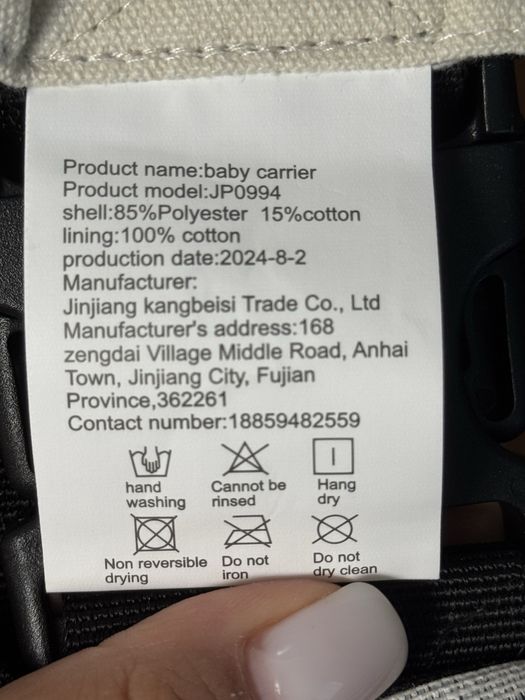 Product name:baby carrier
Product model:JP0994
shell:85%Polyester 15%cotton
lining:100% cotton
production date:2024-8-2
Manufacturer:
Jinjiang kangbeisi Trade Co., Ltd
Manufacturer's address:168
zengdai Village Middle Road, Anhai
Town, Jinjiang City, Fujian
Province,362261
Contact number:18859482559
hand washing
Cannot be rinsed
Hang dry
Non reversible drying
Do not iron
Do not dry clean